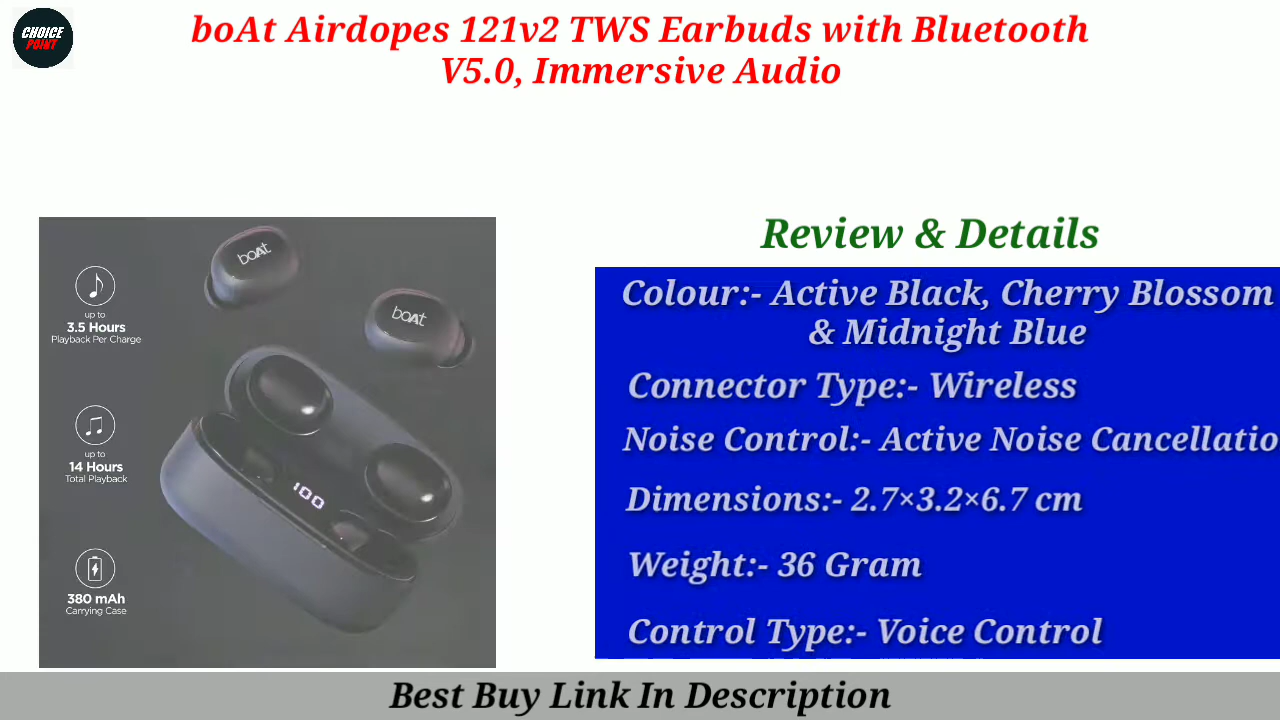 CHOICE
POINT
boAt Airdopes 121v2 TWS Earbuds with Bluetooth
V5.0, Immersive Audio
boAt
boAt
up to
3.5 Hours
Playback Per Charge
up to
14 Hours
Total Playback
100
380 mAh
Carrying Case
Review & Details
Colour:- Active Black, Cherry Blossom
& Midnight Blue
Connector Type:- Wireless
Noise Control:- Active Noise Cancellatio
Dimensions:- 2.7×3.2×6.7 cm
Weight:- 36 Gram
Control Type:- Voice Control
Best Buy Link In Description